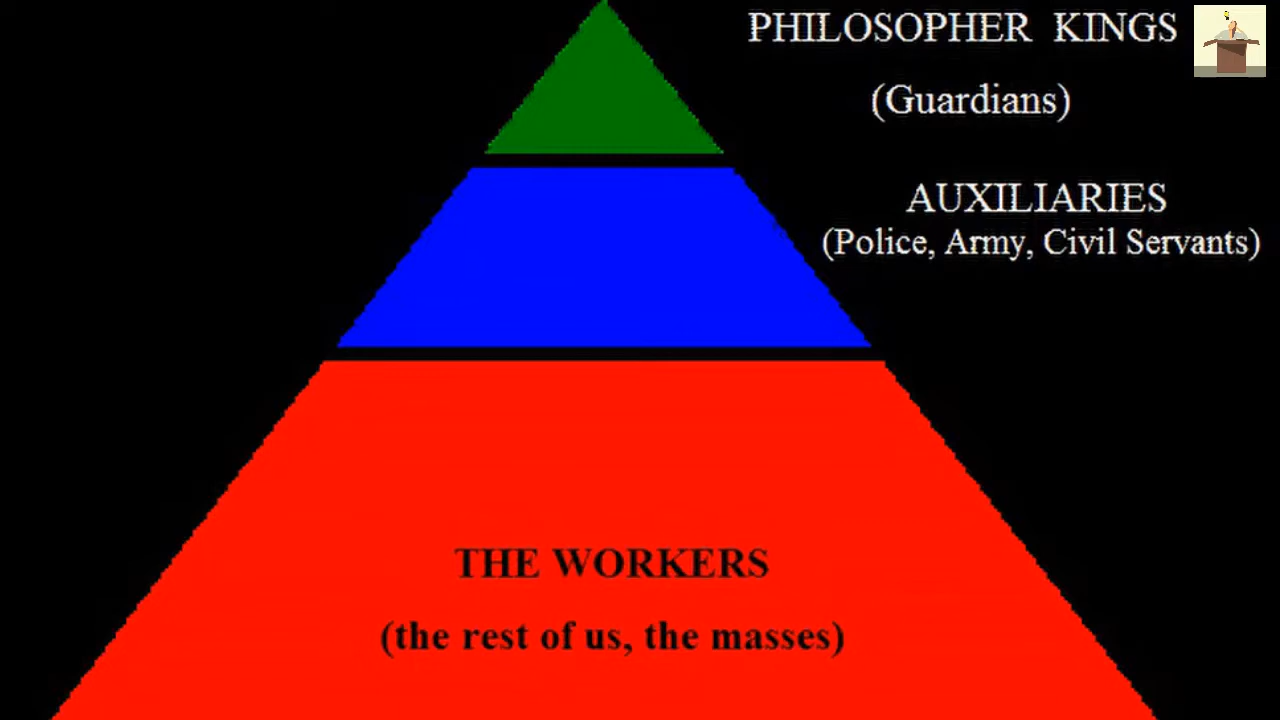 PHILOSOPHER KINGS
(Guardians)
AUXILIARIES
(Police, Army, Civil Servants)
THE WORKERS
(the rest of us, the masses)